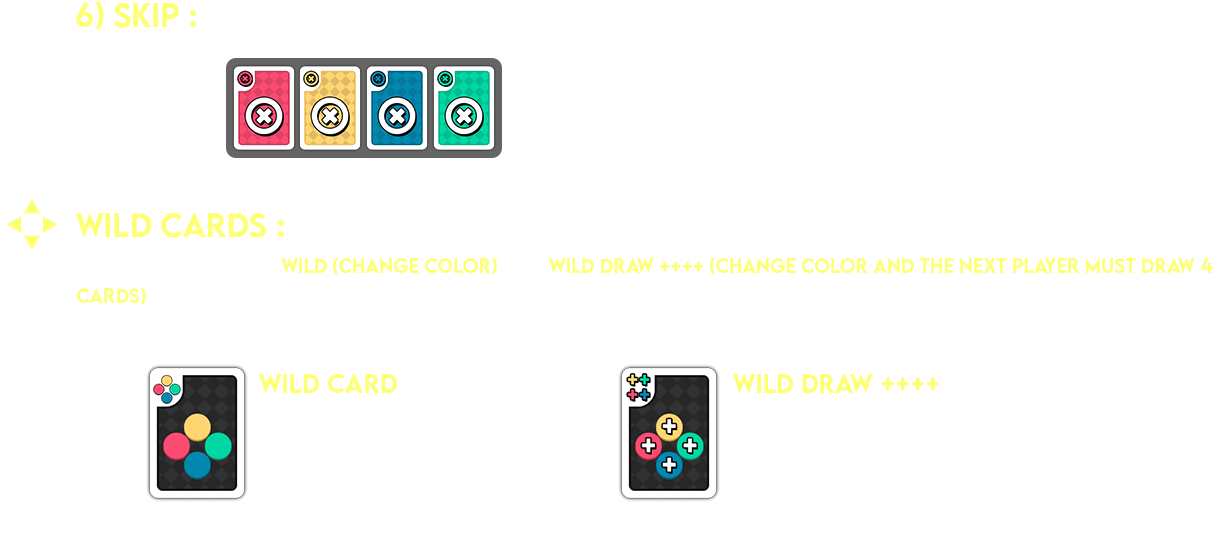 6) SKIP :
WILD CARDS :
WILD (CHANGE COLOR) WILD DRAW ++++ (CHANGE COLOR AND THE NEXT PLAYER MUST DRAW 4
CARDS)
WILD CARD WILD DRAW ++++